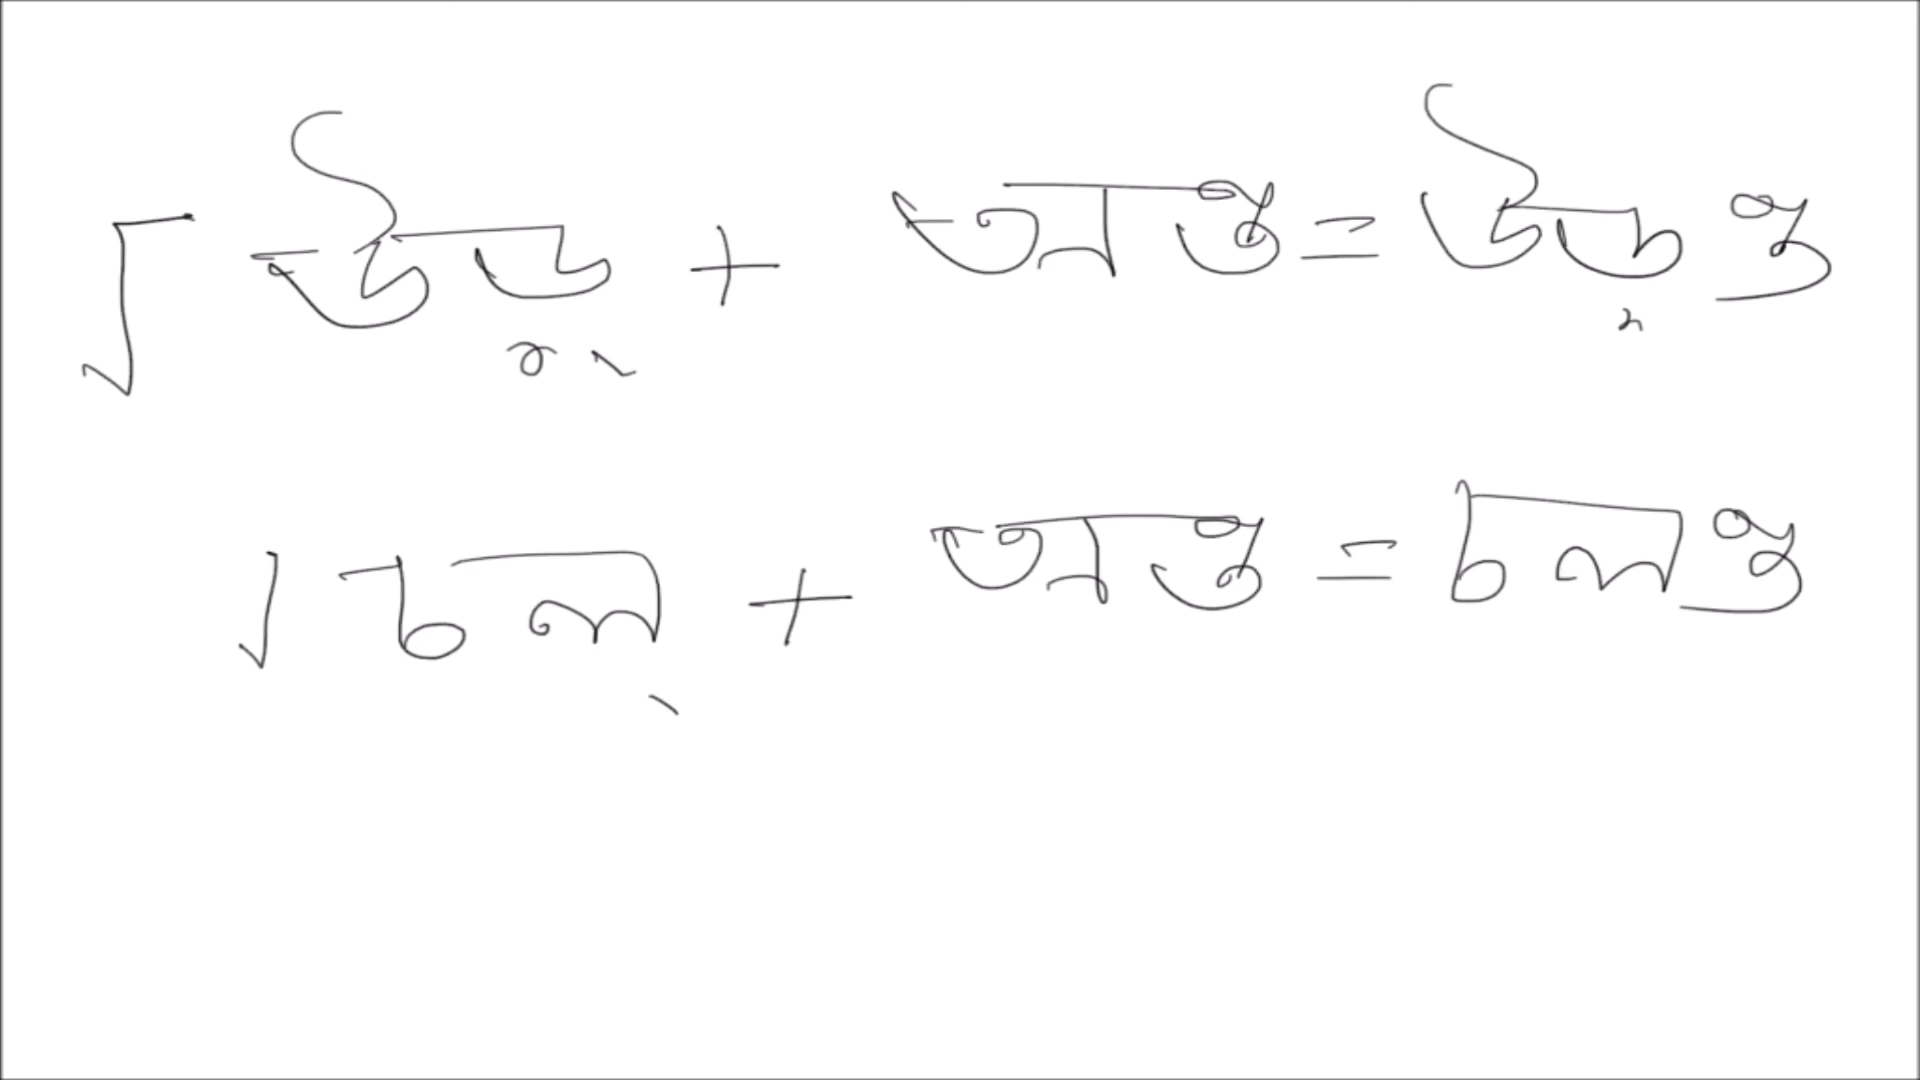 √উড়্ + অন্ত = উড়ন্ত
√চল্ + অন্ত = চলন্ত